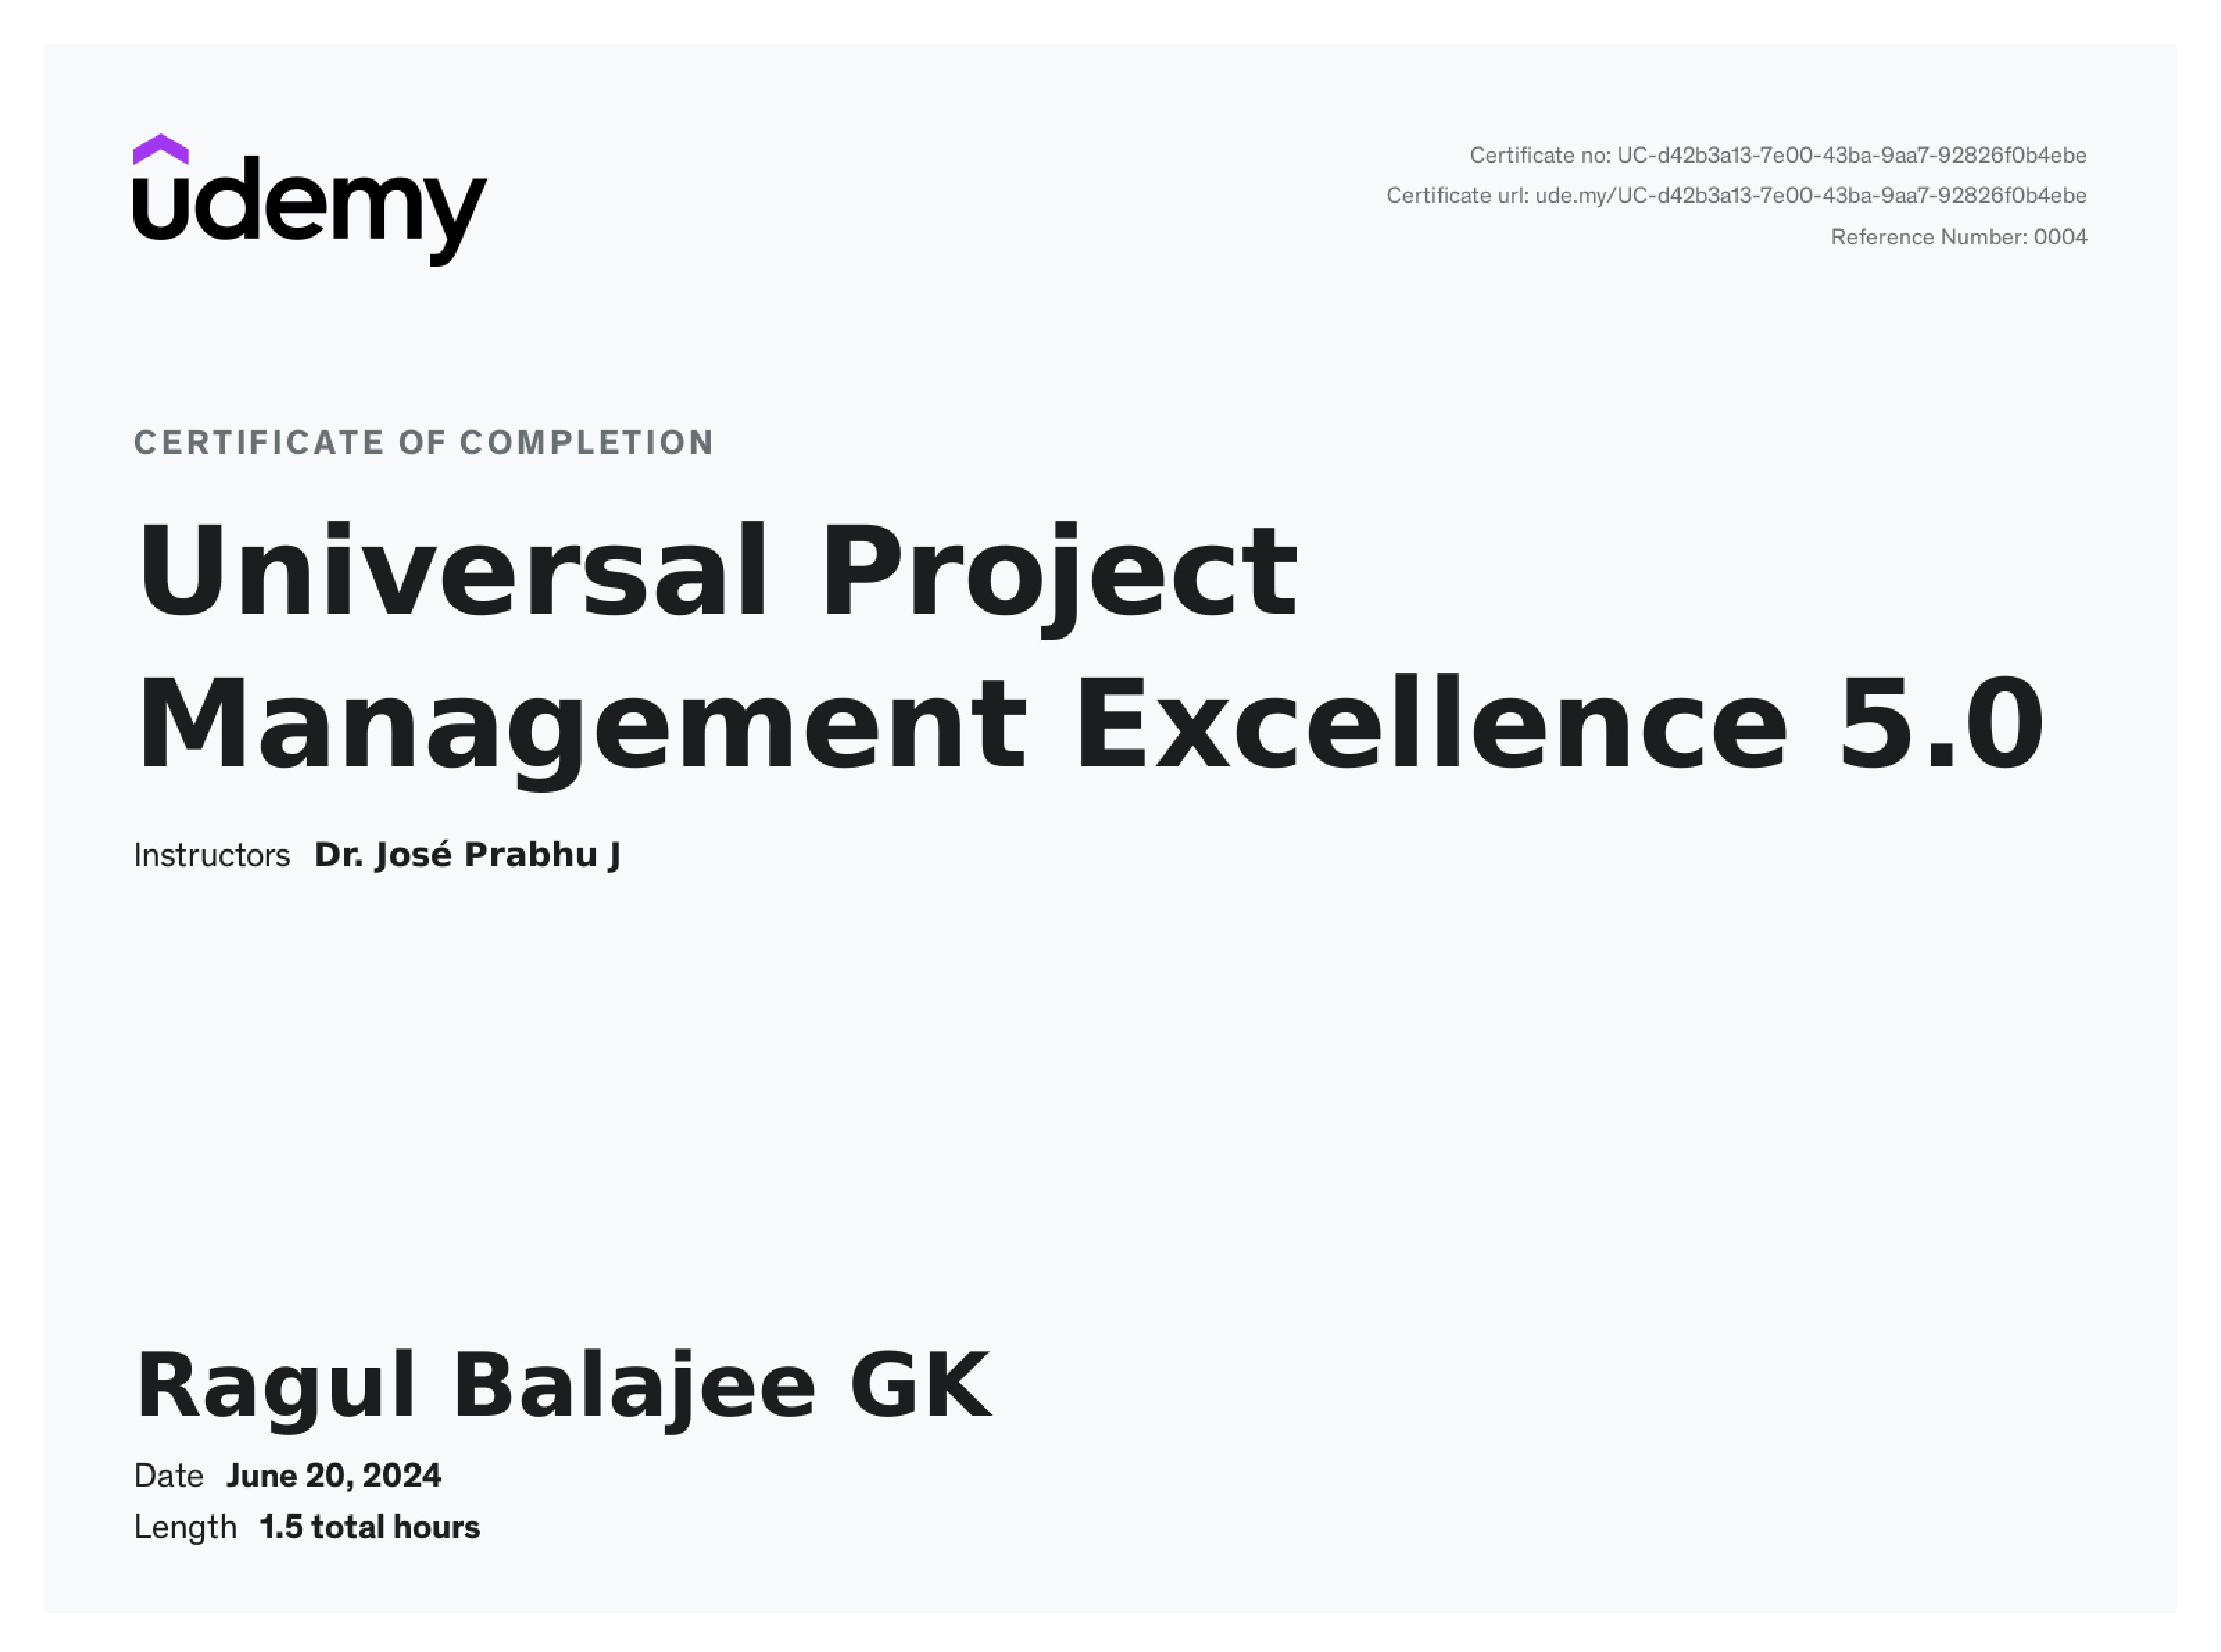 udemy
Certificate no: UC-d42b3a13-7e00-43ba-9aa7-92826f0b4ebe
Certificate url: ude.my/UC-d42b3a13-7e00-43ba-9aa7-92826f0b4ebe
Reference Number: 0004
CERTIFICATE OF COMPLETION
Universal Project
Management Excellence 5.0
Instructors Dr. José Prabhu J
Ragul Balajee GK
Date June 20, 2024
Length 1.5 total hours